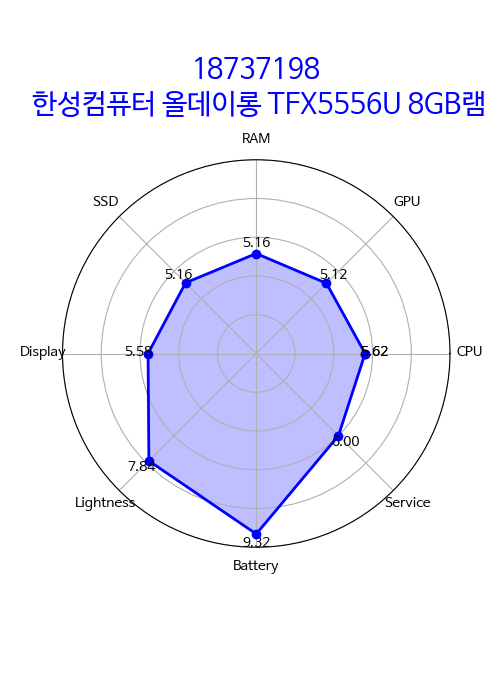 18737198
한성컴퓨터 올데이롱 TFX5556U 8GB램
RAM
SSD
GPU
5.16
5.16
5.12
Display
5.58
5.62
CPU
7.84
6.00
Lightness
Service
9.32
Battery